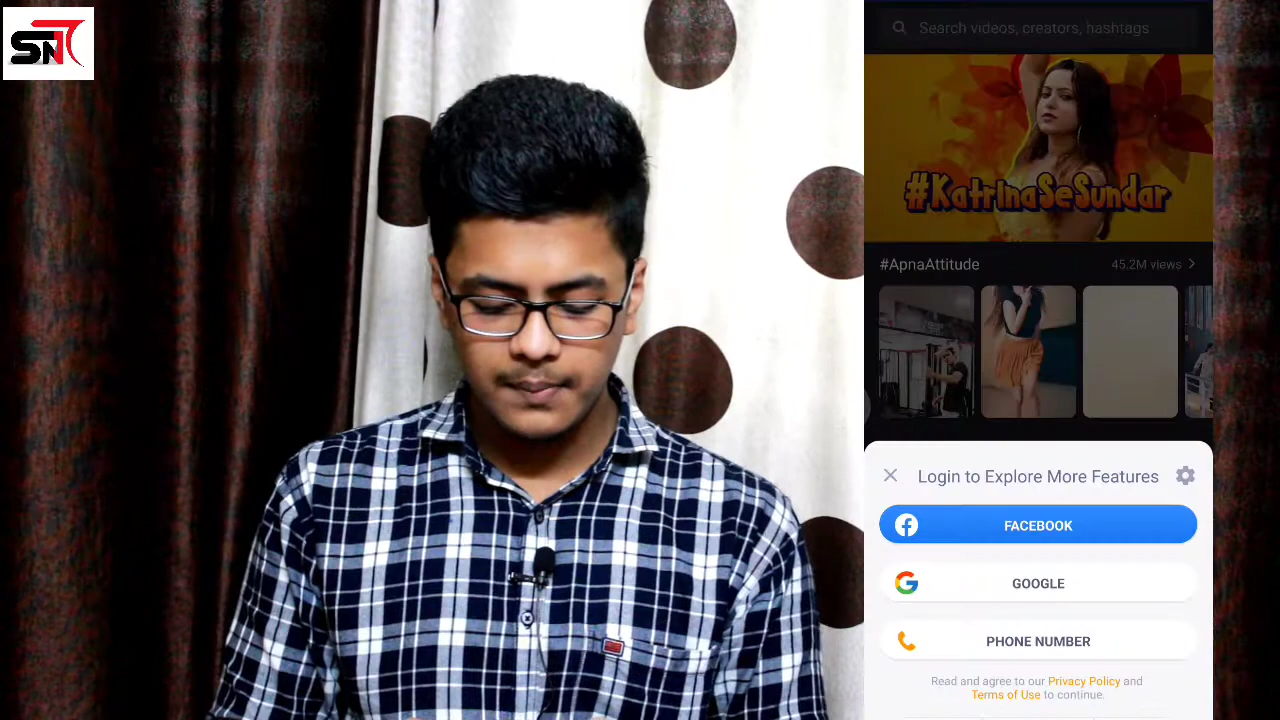 SNT
Search videos, creators, hashtags
#KatrinaSeSundar
#ApnaAttitude
45.2M views
Login to Explore More Features
FACEBOOK
GOOGLE
PHONE NUMBER
Read and agree to our Privacy Policy and
Terms of Use to continue.